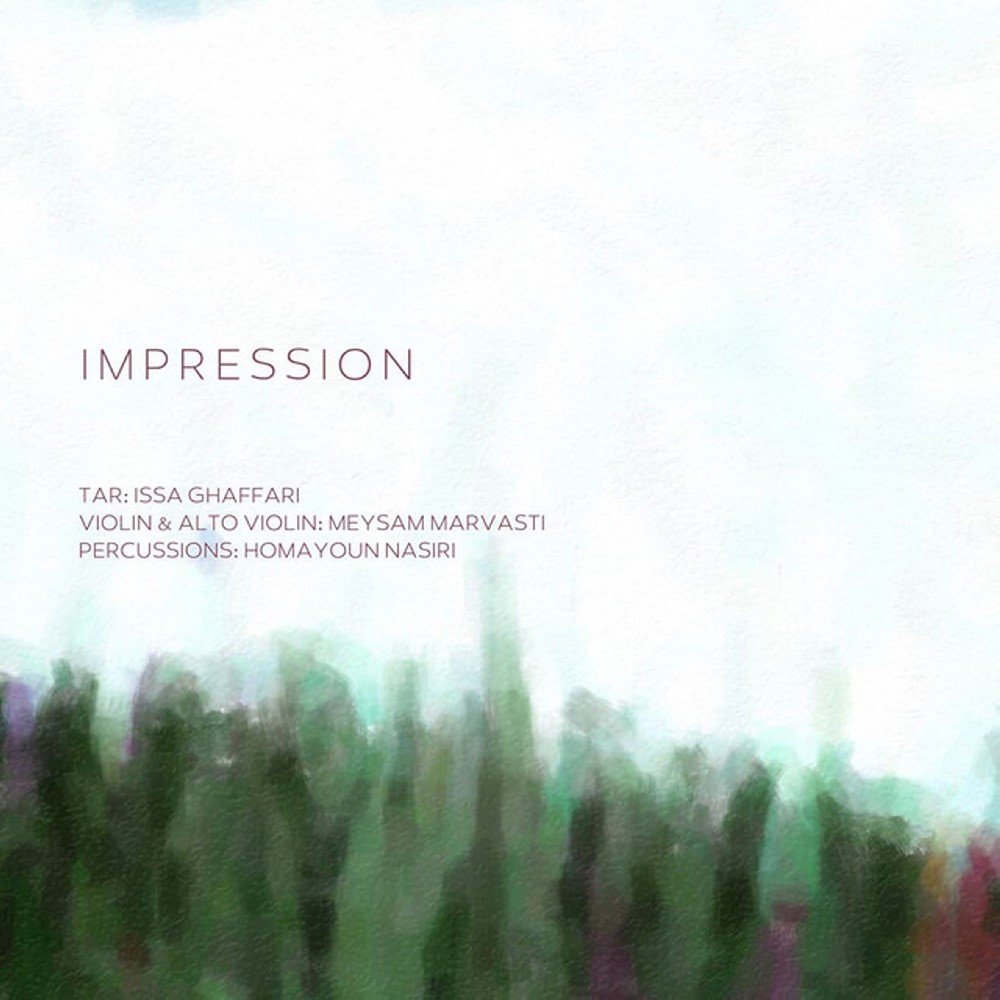 IMPRESSION
TAR: ISSA GHAFFARI
VIOLIN & ALTO VIOLIN: MEYSAM MARVASTI
PERCUSSIONS: HOMAYOUN NASIRI